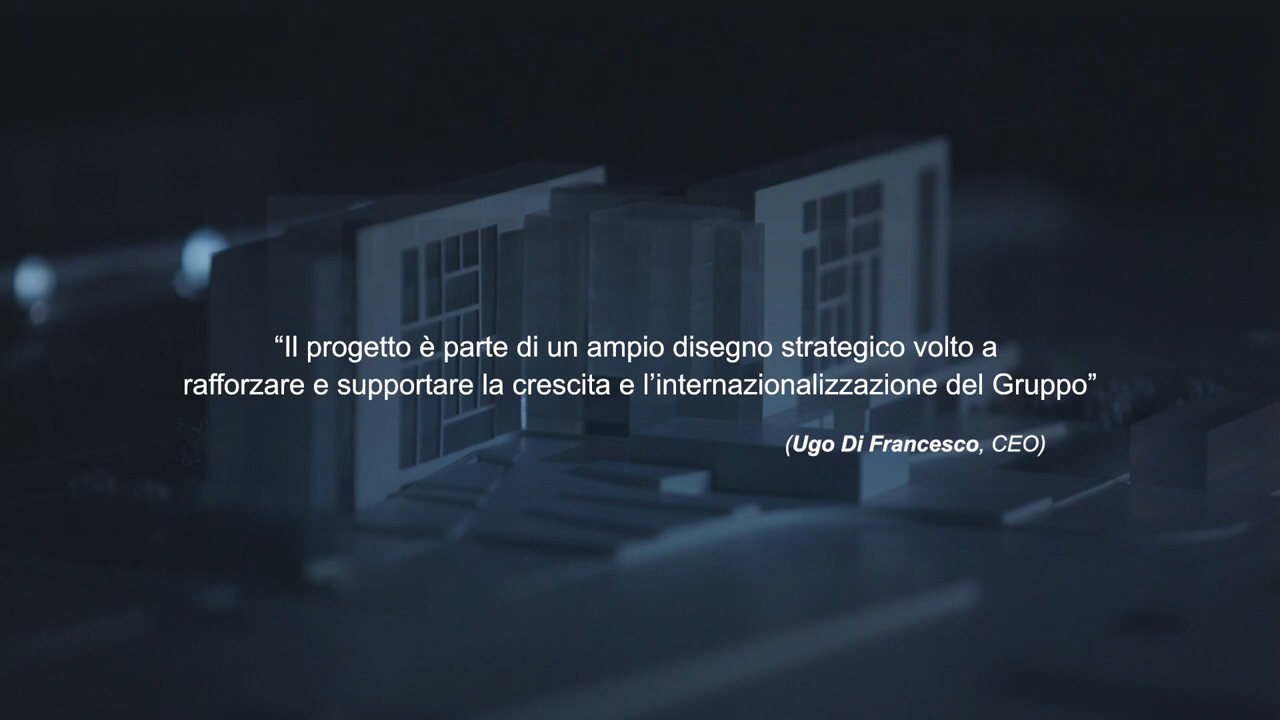 “Il progetto è parte di un ampio disegno strategico volto a
rafforzare e supportare la crescita e l’internazionalizzazione del Gruppo”
(Ugo Di Francesco, CEO)